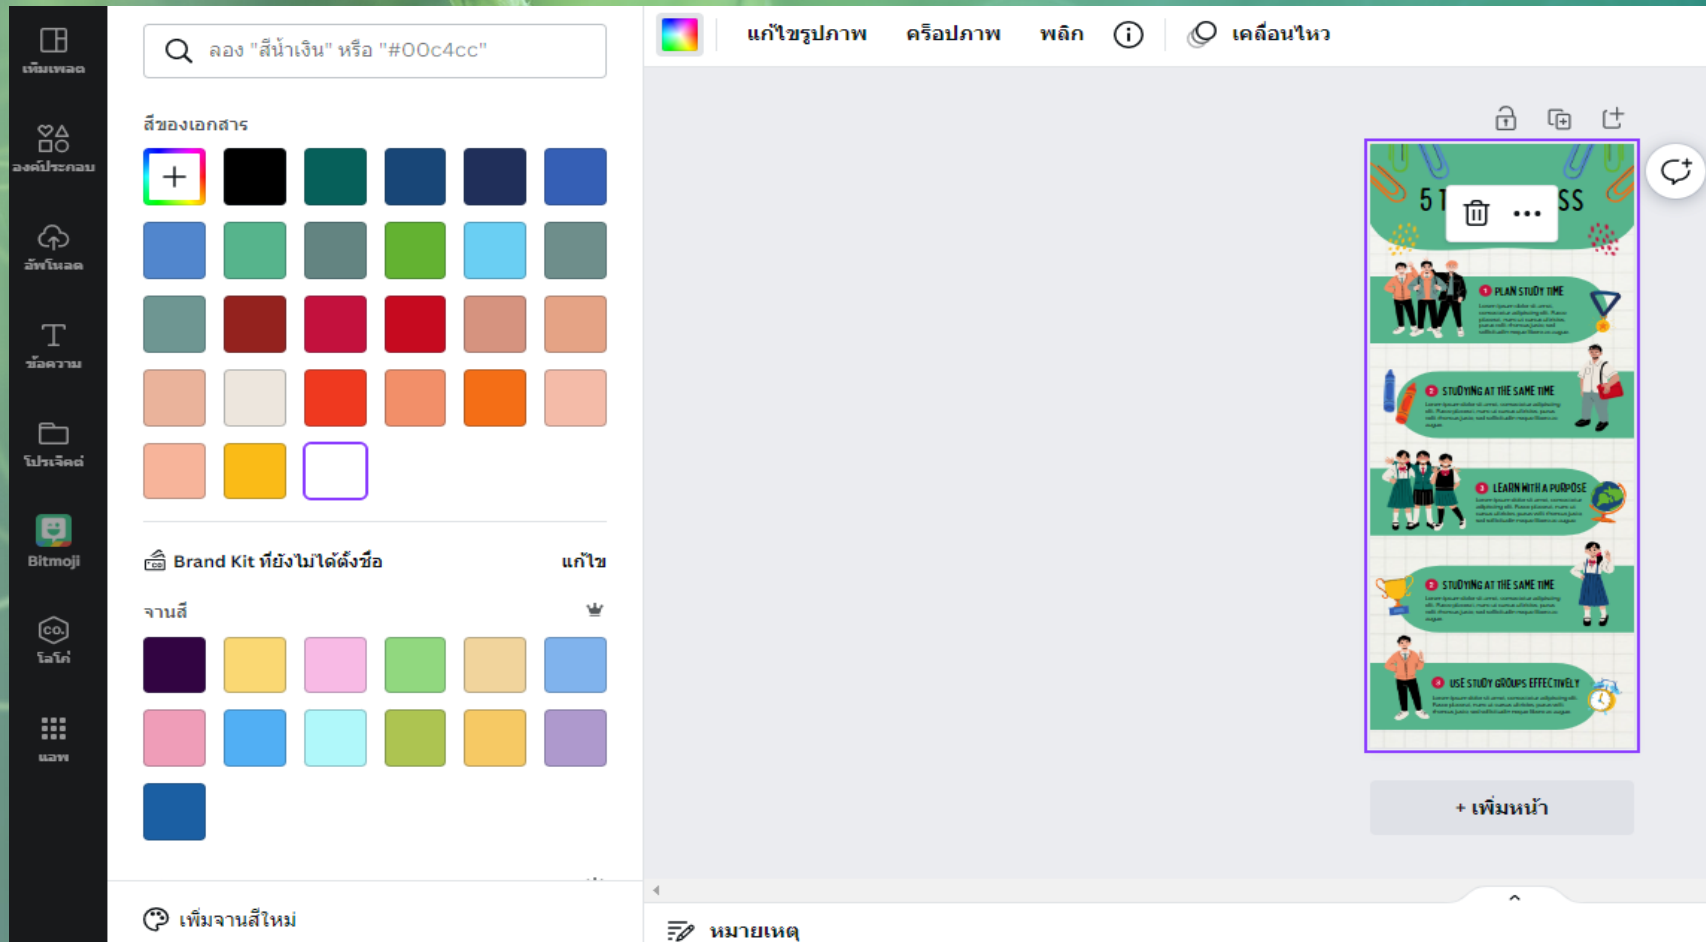 เท็มเพลต
องค์ประกอบ
อัพโหลด
ข้อความ
โปรเจ็คต์
Bitmoji
โลโก้
แอพ
ลอง "สีน้ำเงิน" หรือ "#00c4cc"
สีของเอกสาร
Brand Kit ที่ยังไม่ได้ตั้งชื่อ
แก้ไข
จานสี
เพิ่มจานสีใหม่
แก้ไขรูปภาพ
คร็อปภาพ
พลิก
เคลื่อนไหว
5
SS
1 PLAN STUDY TIME
2 STUDYING AT THE SAME TIME
3 LEARN WITH A PURPOSE
2 STUDYING AT THE SAME TIME
3 USE STUDY GROUPS EFFECTIVELY
+ เพิ่มหน้า
หมายเหตุ